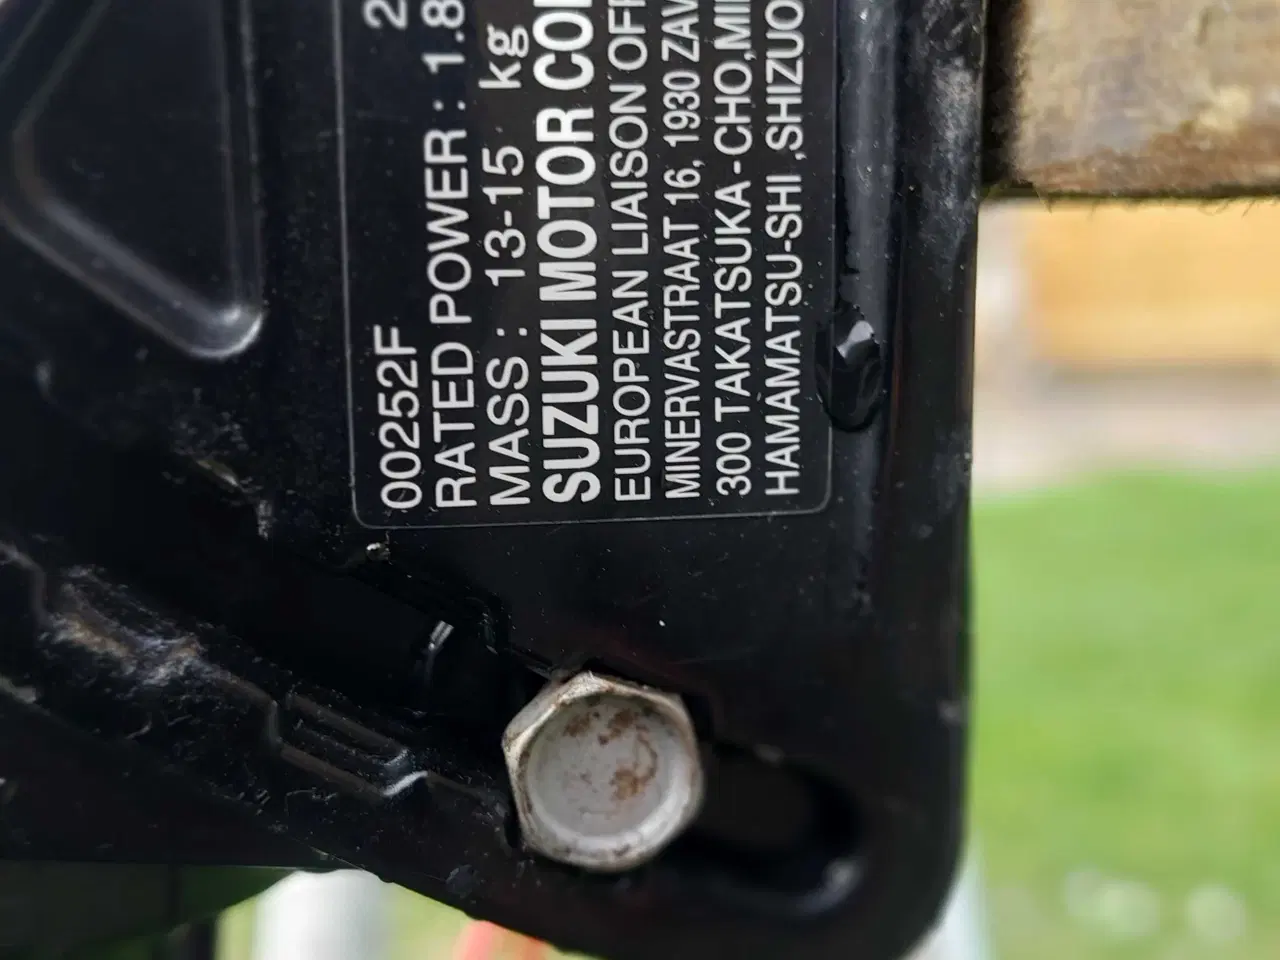 00252F 2
RATED POWER : 1.8
MASS : 13-15 kg
SUZUKI MOTOR
EUROPEAN LIAISON
MINERVASTRAAT 16, 1930
300 TAKATSUKA-CHO,
HAMAMATSU-SHI ,